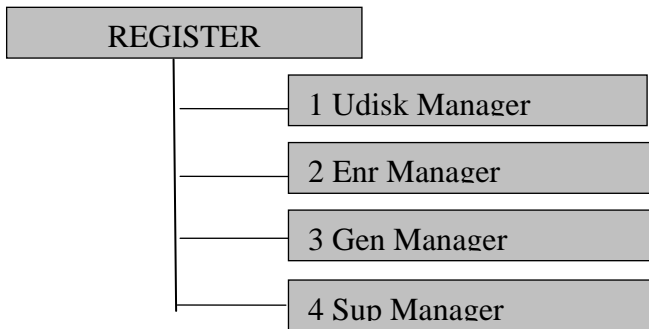 REGISTER
1 Udisk Manager
2 Enr Manager
3 Gen Manager
4 Sup Manager